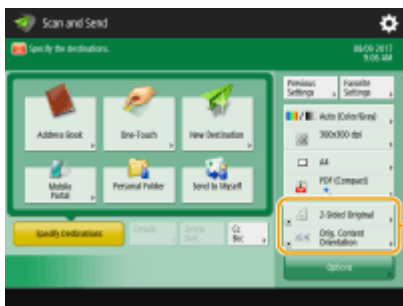 Scan and Send
Specify the destinations.
08/09 2017
9:06 AM
Previous Settings
Favorite Settings
Auto (Color/Gray)
300x300 dpi
A4
PDF (Compact)
2-Sided Original
Orig. Content Orientation
Options
Address Book
One-Touch
New Destination
Mobile Portal
Personal Folder
Send to Myself
Specify Destinations
Details
Delete Dest.
Cc Bcc